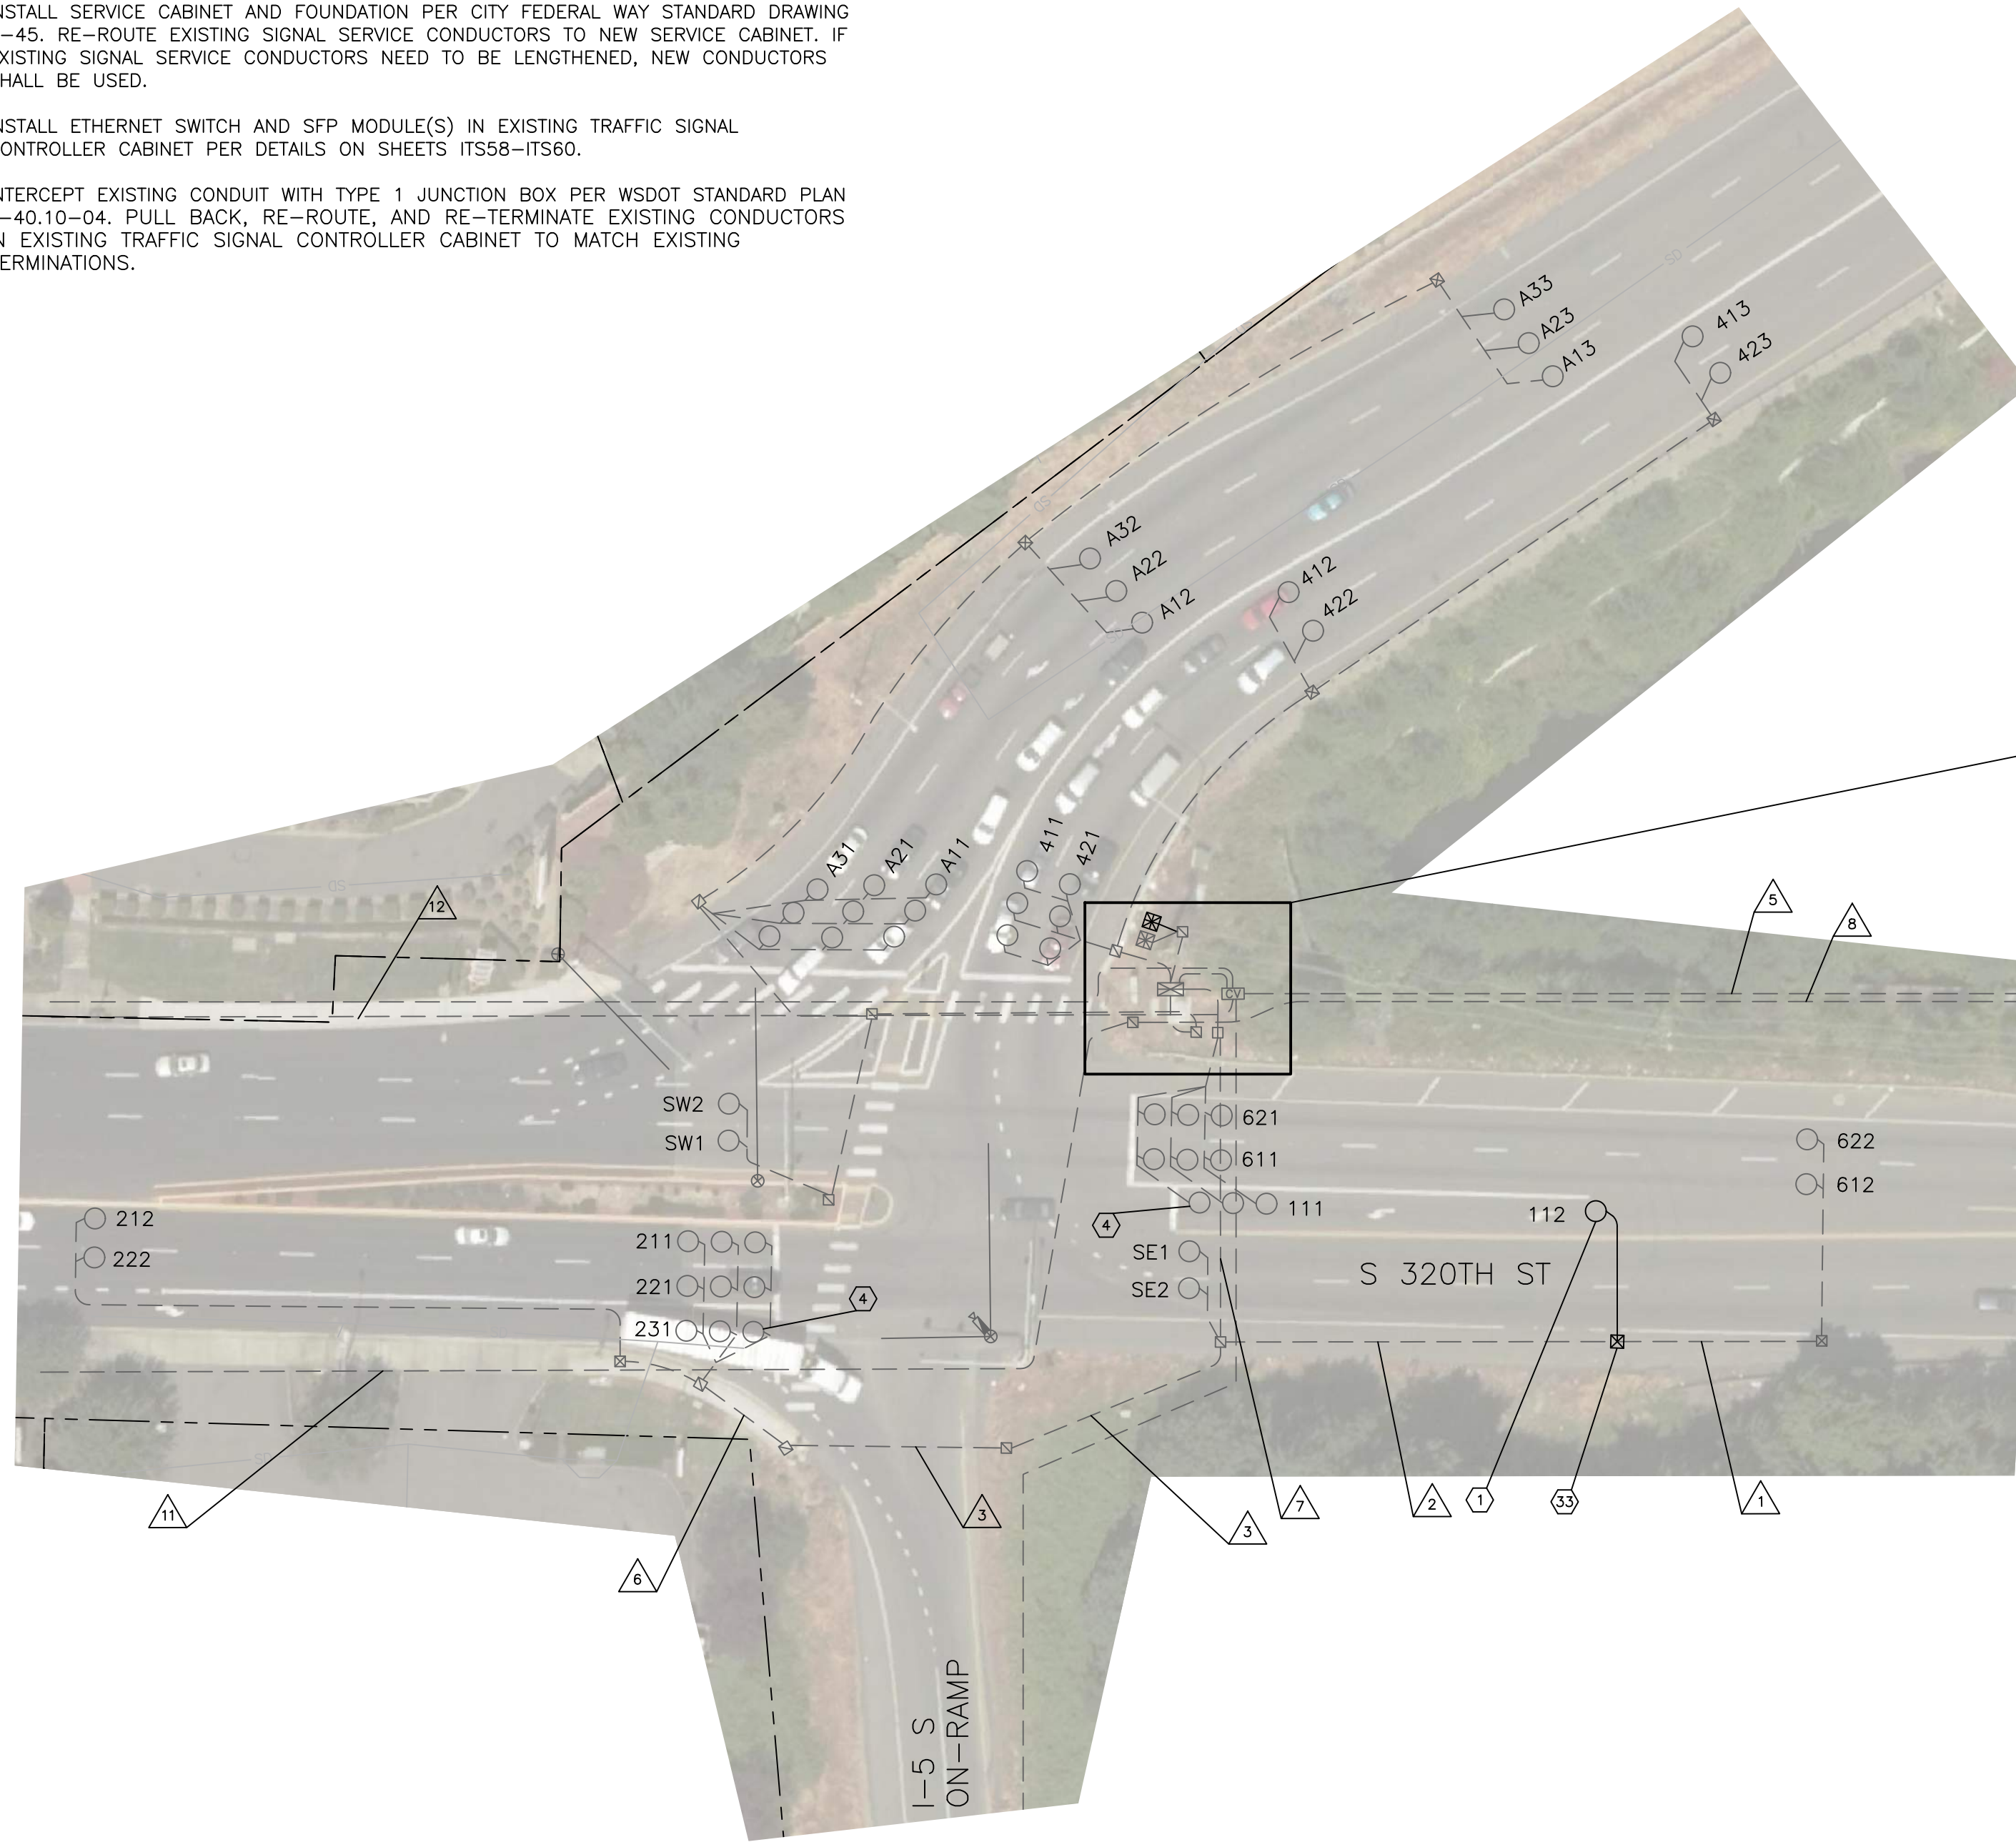 NSTALL SERVICE CABINET AND FOUNDATION PER CITY FEDERAL WAY STANDARD DRAWING
-45. RE-ROUTE EXISTING SIGNAL SERVICE CONDUCTORS TO NEW SERVICE CABINET. IF
XISTING SIGNAL SERVICE CONDUCTORS NEED TO BE LENGTHENED, NEW CONDUCTORS
HALL BE USED.
NSTALL ETHERNET SWITCH AND SFP MODULE(S) IN EXISTING TRAFFIC SIGNAL
ONTROLLER CABINET PER DETAILS ON SHEETS ITS58-ITS60.
NTERCEPT EXISTING CONDUIT WITH TYPE 1 JUNCTION BOX PER WSDOT STANDARD PLAN
-40.10-04. PULL BACK, RE-ROUTE, AND RE-TERMINATE EXISTING CONDUCTORS
N EXISTING TRAFFIC SIGNAL CONTROLLER CABINET TO MATCH EXISTING
ERMINATIONS.
SD
A33
A23
A13
413
423
SD
A32
A22
A12
412
422
A31
A21
A11
411
421
SD
12
5
8
CV
SW2
SW1
621
611
111
622
612
4
112
212
222
211
221
231
4
SE1
SE2
S 320TH ST
11
6
3
3
7
2
1
33
1
I-5 S
ON-RAMP